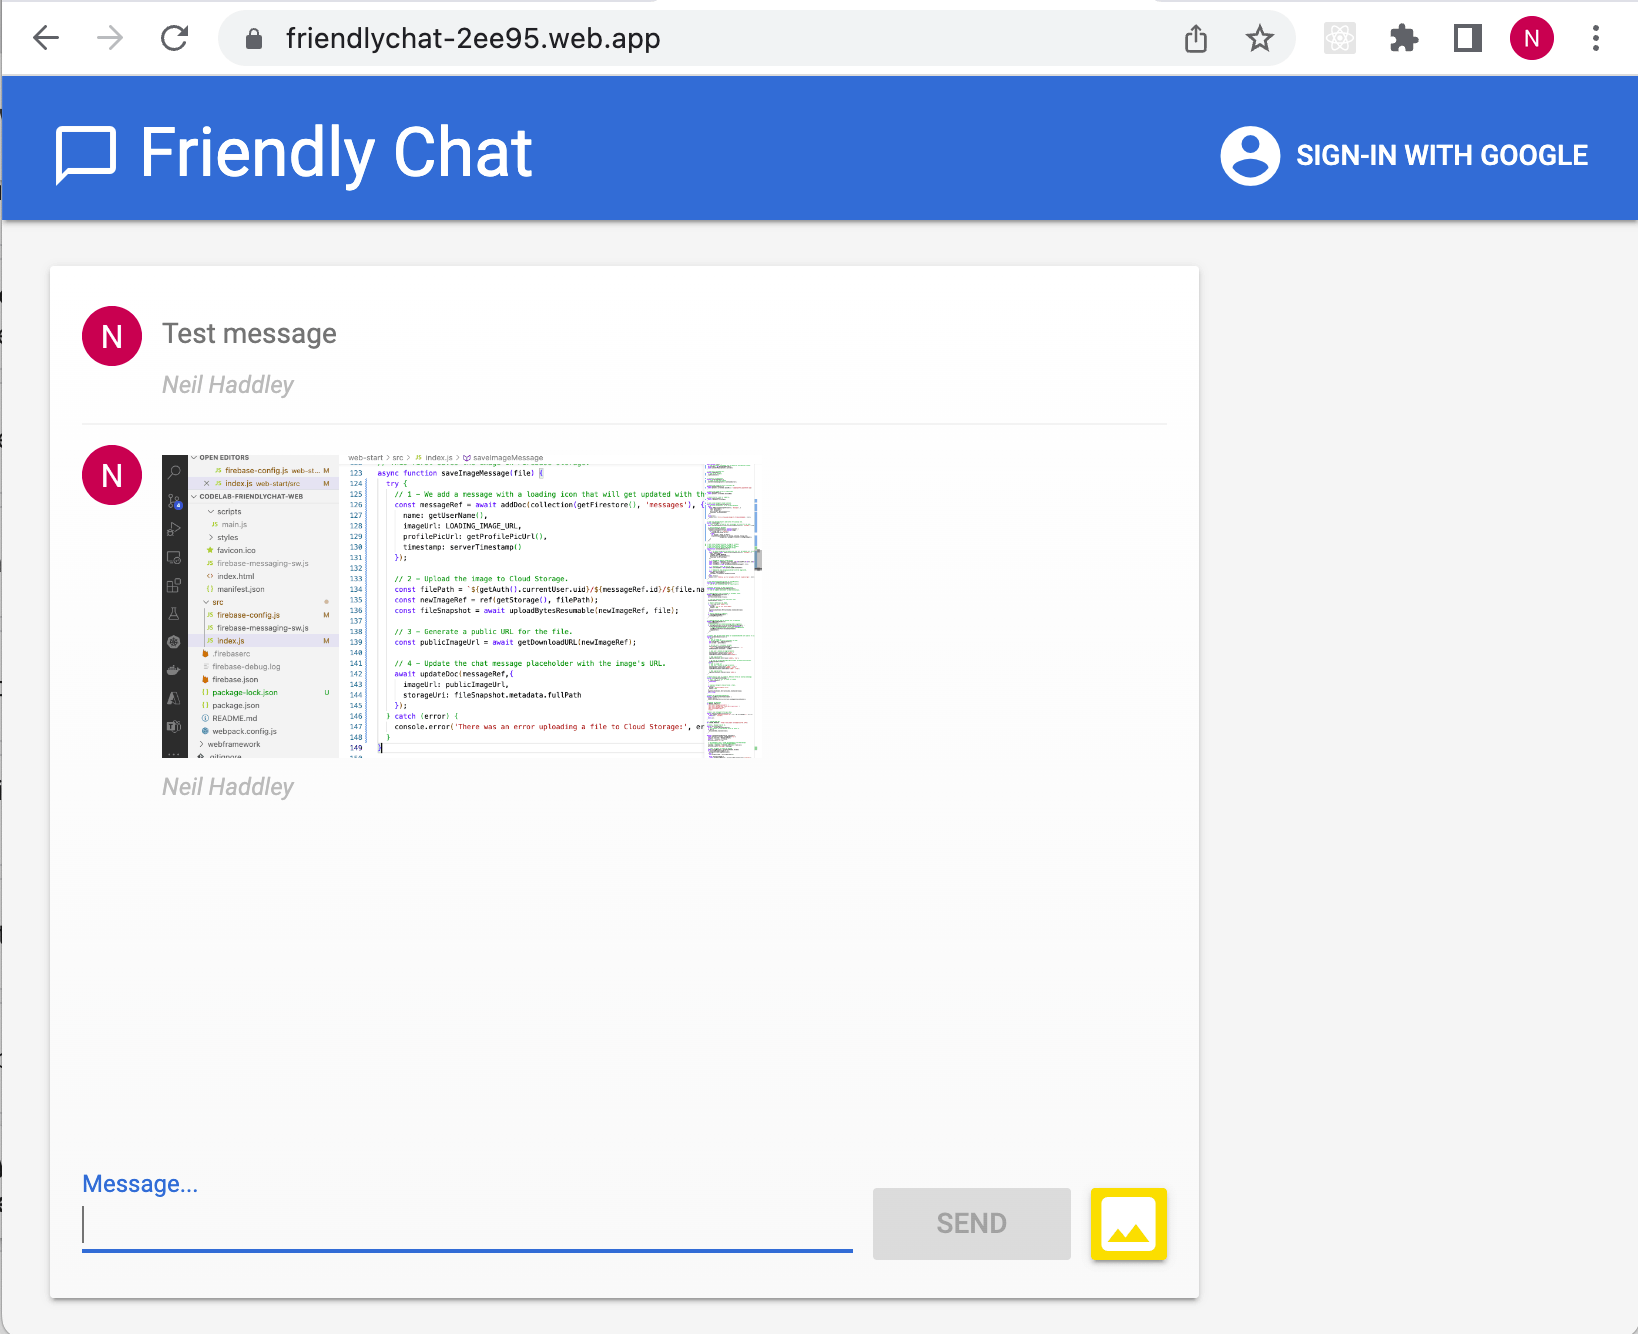 friendlychat-2ee95.web.app
N
Friendly Chat
SIGN-IN WITH GOOGLE
N
Test message
Neil Haddley
N
OPEN EDITORS
firebase-config.js web-st... M
index.js web-start/src M
CODELAB-FRIENDLYCHAT-WEB
scripts
JS main.js
styles
favicon.ico
JS firebase-messaging-sw.js
<> index.html
{} manifest.json
src
JS firebase-config.js M
JS firebase-messaging-sw.js
JS index.js M
.firebaserc
firebase-debug.log
firebase.json
{} package-lock.json U
{} package.json
README.md
webpack.config.js
webframework
.gitignore
web-start > src > JS index.js > saveImageMessage
123 async function saveImageMessage(file) {
124 try {
125 // 1 - We add a message with a loading icon that will get updated with th
126 const messageRef = await addDoc(collection(getFirestore(), 'messages'), {
127 name: getUserName(),
128 imageUrl: LOADING_IMAGE_URL,
129 profilePicUrl: getProfilePicUrl(),
130 timestamp: serverTimestamp()
131 });
132
133 // 2 - Upload the image to Cloud Storage.
134 const filePath = `${getAuth().currentUser.uid}/${messageRef.id}/${file.na
135 const newImageRef = ref(getStorage(), filePath);
136 const fileSnapshot = await uploadBytesResumable(newImageRef, file);
137
138 // 3 - Generate a public URL for the file.
139 const publicImageUrl = await getDownloadURL(newImageRef);
140
141 // 4 - Update the chat message placeholder with the image's URL.
142 await updateDoc(messageRef,{
143 imageUrl: publicImageUrl,
144 storageUri: fileSnapshot.metadata.fullPath
145 });
146 } catch (error) {
147 console.error('There was an error uploading a file to Cloud Storage:', er
148 }
149 }
Neil Haddley
Message...
SEND